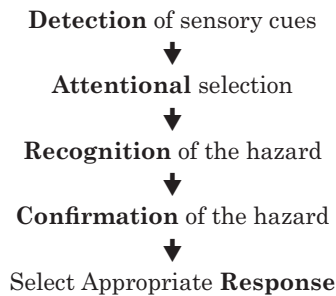 Detection of sensory cues
Attentional selection
Recognition of the hazard
Confirmation of the hazard
Select Appropriate Response